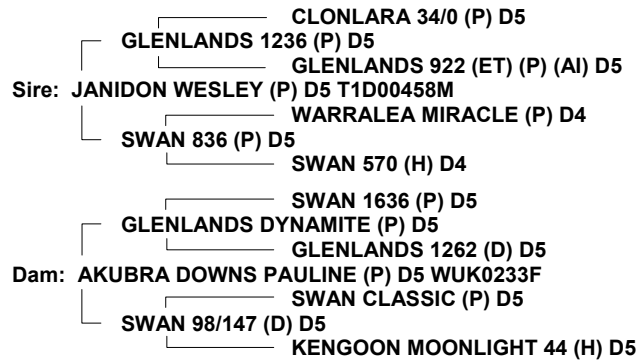 CLONLARA 34/0 (P) D5
GLENLANDS 1236 (P) D5
GLENLANDS 922 (ET) (P) (AI) D5
Sire: JANIDON WESLEY (P) D5 T1D00458M
WARRALEA MIRACLE (P) D4
SWAN 836 (P) D5
SWAN 570 (H) D4
SWAN 1636 (P) D5
GLENLANDS DYNAMITE (P) D5
GLENLANDS 1262 (D) D5
Dam: AKUBRA DOWNS PAULINE (P) D5 WUK0233F
SWAN CLASSIC (P) D5
SWAN 98/147 (D) D5
KENGOON MOONLIGHT 44 (H) D5